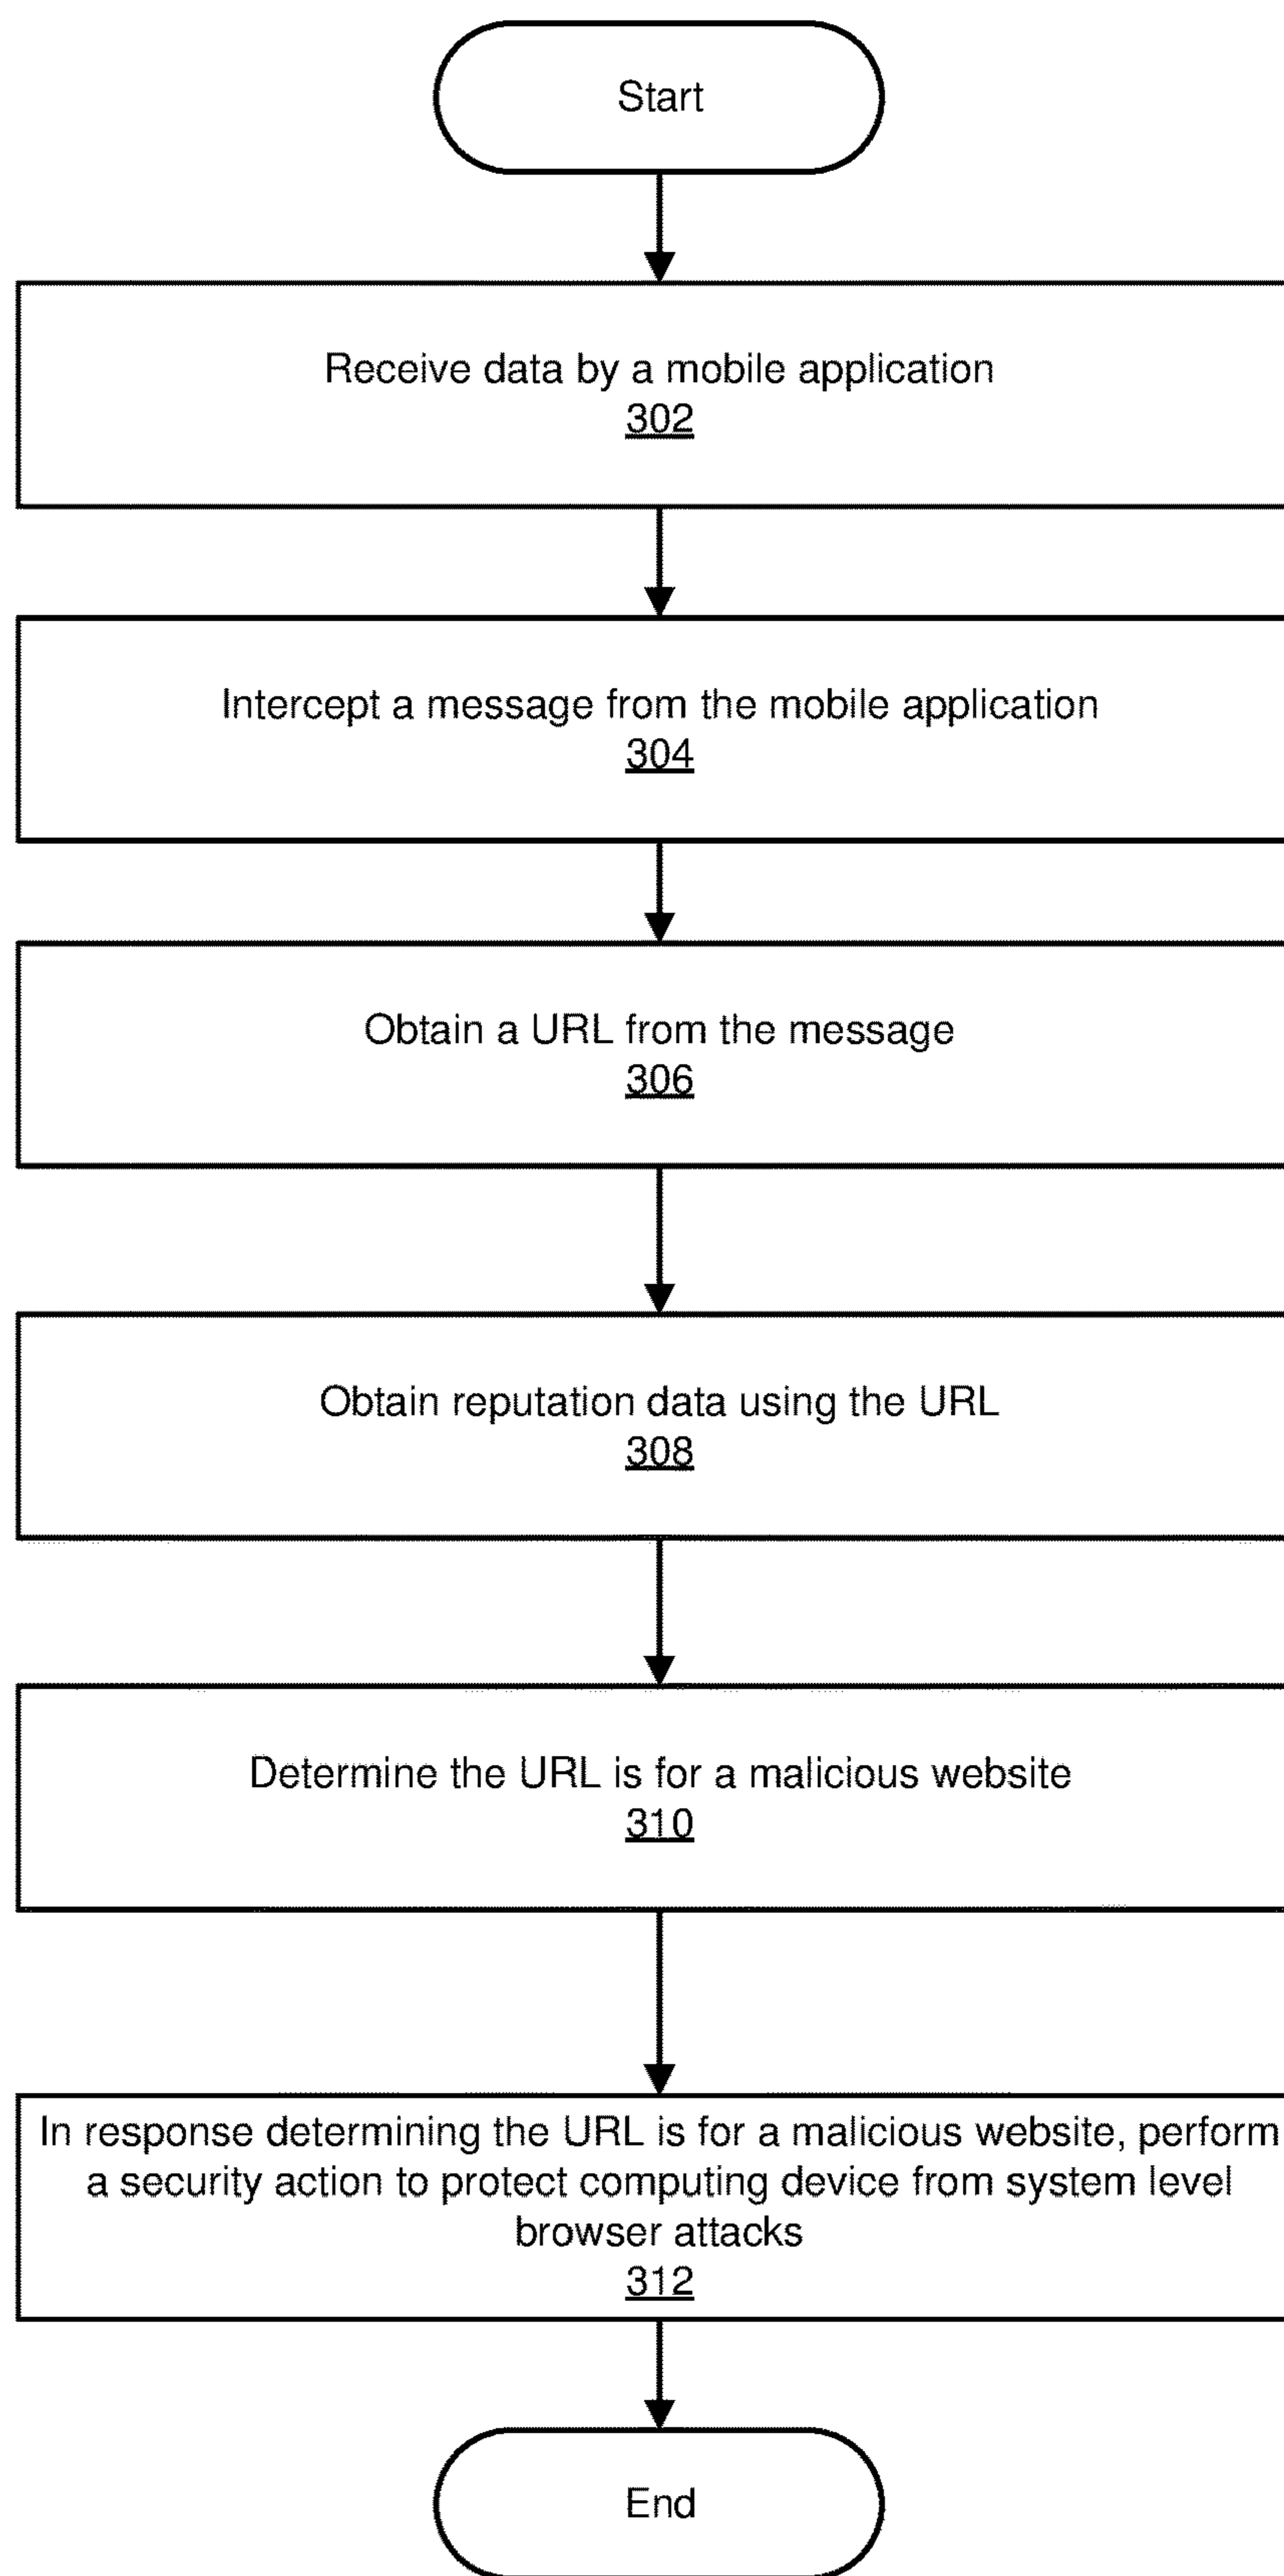 Start
Receive data by a mobile application
302
Intercept a message from the mobile application
304
Obtain a URL from the message
306
Obtain reputation data using the URL
308
Determine the URL is for a malicious website
310
In response determining the URL is for a malicious website, perform
a security action to protect computing device from system level
browser attacks
312
End